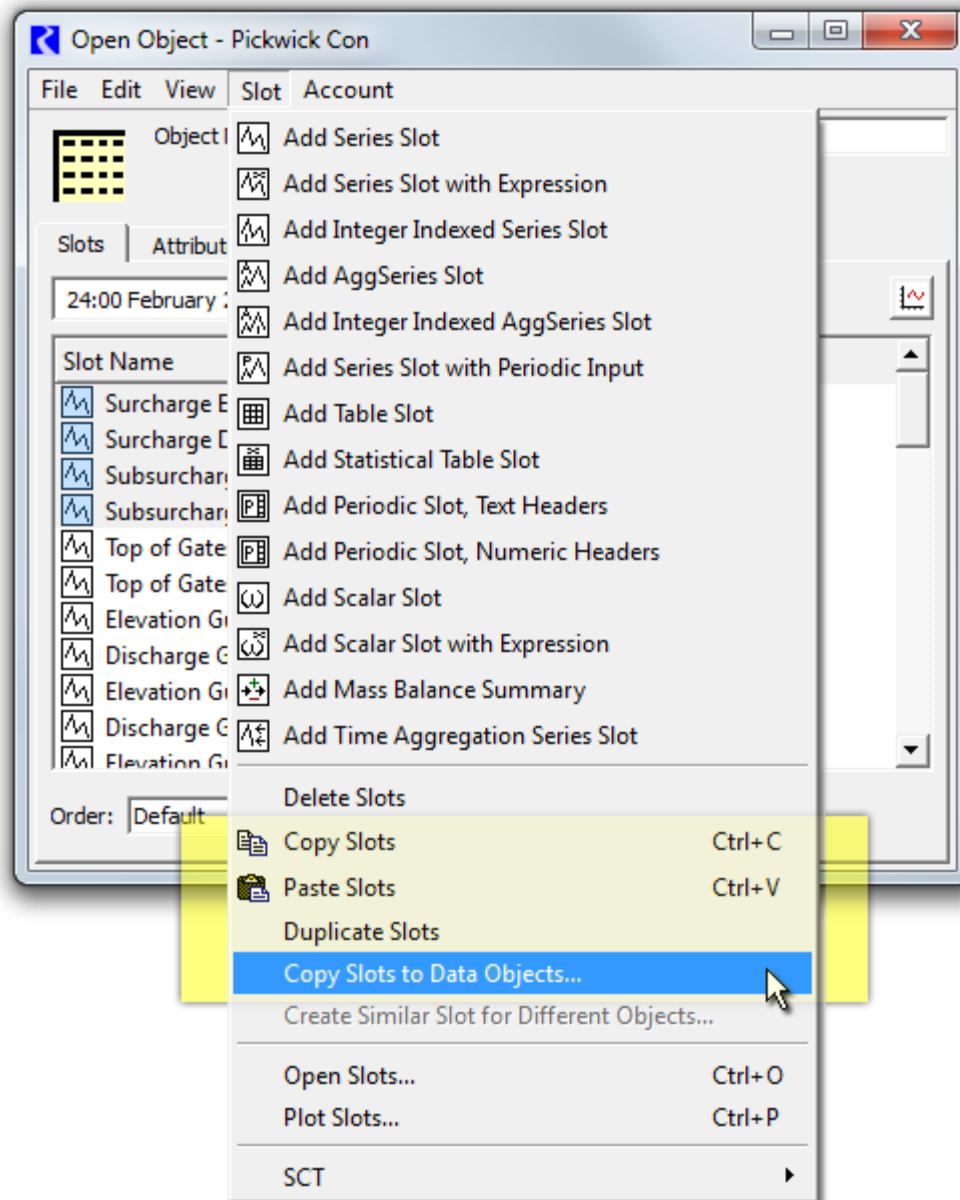 Open Object - Pickwick Con
File Edit View Slot Account
Object
Add Series Slot
Add Series Slot with Expression
Add Integer Indexed Series Slot
Slots
Add AggSeries Slot
24:00 February
Add Integer Indexed AggSeries Slot
Slot Name
Add Series Slot with Periodic Input
Surcharge
Add Table Slot
Surcharge
Add Statistical Table Slot
Add Periodic Slot, Text Headers
Top of Gate
Add Periodic Slot, Numeric Headers
Top of Gate
Add Scalar Slot
Elevation
Add Scalar Slot with Expression
Discharge
Elevation
Add Mass Balance Summary
Discharge
Add Time Aggregation Series Slot
Elevation
Delete Slots
Order: Default
Copy Slots Ctrl+C
Paste Slots Ctrl+V
Duplicate Slots
Copy Slots to Data Objects...
Create Similar Slot for Different Objects...
Open Slots... Ctrl+O
Plot Slots... Ctrl+P
SCT